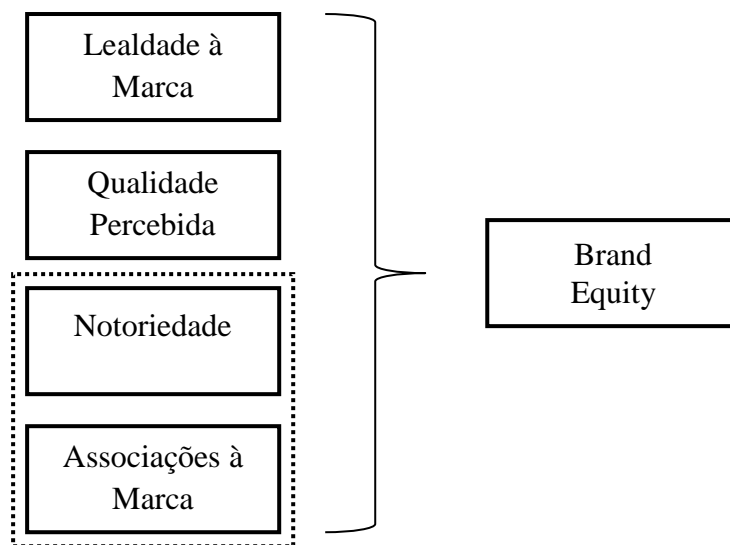 Lealdade à
Marca
Qualidade
Percebida
Notoriedade
Associações à
Marca
Brand
Equity